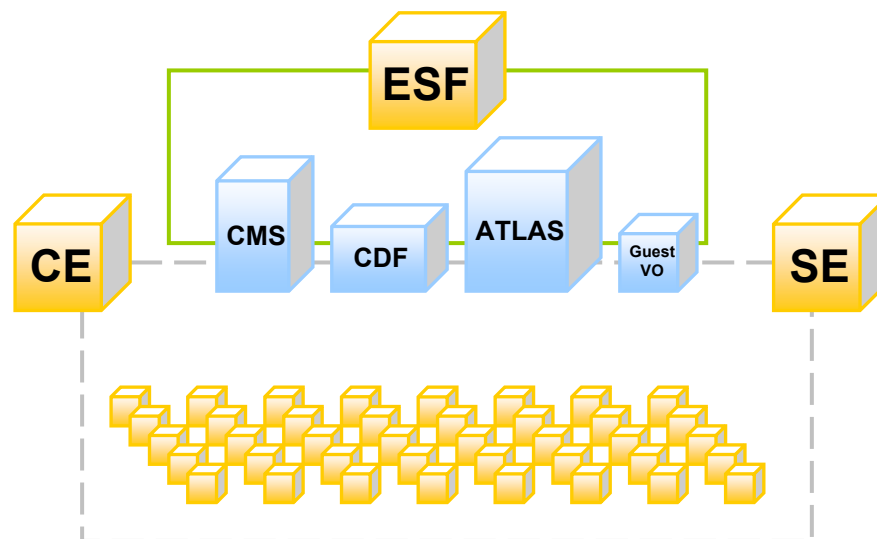 ESF
CMS
CDF
ATLAS
Guest
VO
CE
SE